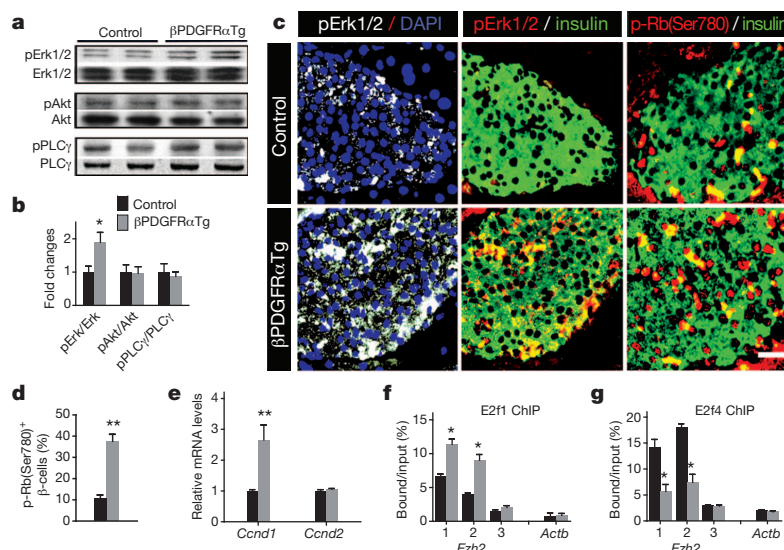 a
Control βPDGFRαTg
pErk1/2
Erk1/2
pAkt
Akt
pPLCγ
PLCγ
b
Control
βPDGFRαTg
Fold changes
2
1
0
*
pErk/Erk
pAkt/Akt
pPLCγ/PLCγ
c
pErk1/2 / DAPI
pErk1/2 / insulin
p-Rb(Ser780) / insulin
Control
βPDGFRαTg
d
p-Rb(Ser780)+
β-cells (%)
50
40
30
20
10
0
**
e
Relative mRNA levels
4
3
2
1
0
**
Ccnd1 Ccnd2
f
E2f1 ChIP
Bound/input (%)
15
10
5
0
* *
1 2 3 Actb
Ezh2
g
E2f4 ChIP
Bound/input (%)
20
15
10
5
0
* *
1 2 3 Actb
Ezh2